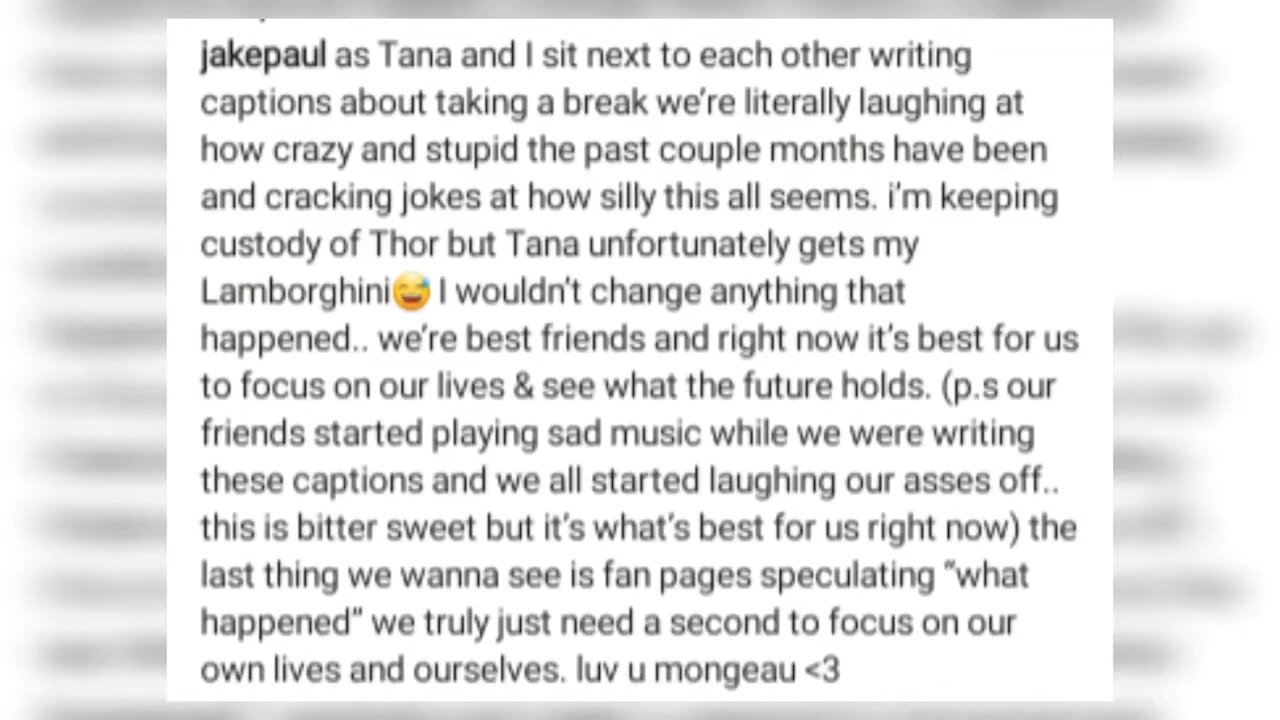 jakepaul as Tana and I sit next to each other writing
captions about taking a break we're literally laughing at
how crazy and stupid the past couple months have been
and cracking jokes at how silly this all seems. i'm keeping
custody of Thor but Tana unfortunately gets my
Lamborghini😅 I wouldn't change anything that
happened.. we're best friends and right now it's best for us
to focus on our lives & see what the future holds. (p.s our
friends started playing sad music while we were writing
these captions and we all started laughing our asses off..
this is bitter sweet but it's what's best for us right now) the
last thing we wanna see is fan pages speculating “what
happened” we truly just need a second to focus on our
own lives and ourselves. luv u mongeau <3